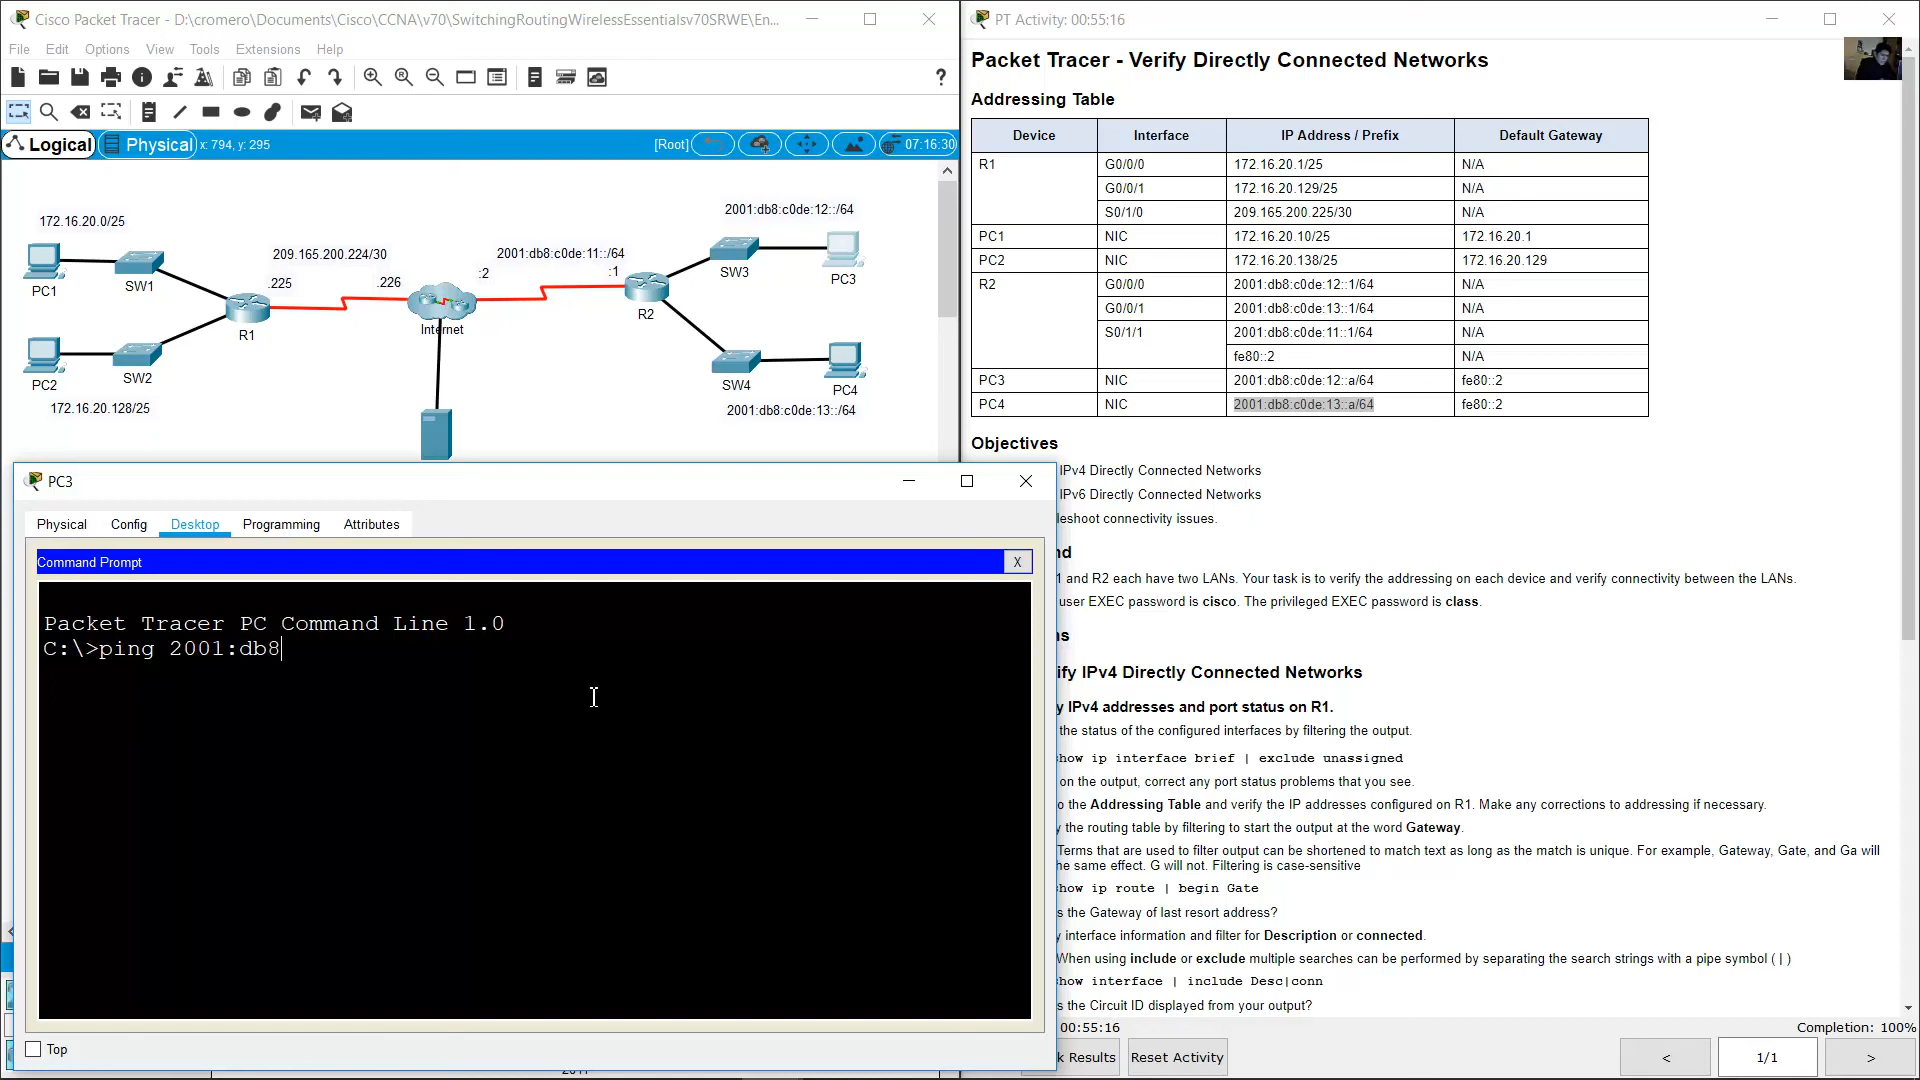 Cisco Packet Tracer - D:\cromero\Documents\Cisco\CCNA\v70\SwitchingRoutingWirelessEssentialsv70SRWE\En...
File Edit Options View Tools Extensions Help
?
Logical Physical x: 794, y: 295 [Root] 07:16:30
172.16.20.0/25
PC1
SW1
209.165.200.224/30
.225
.226
R1
Internet
:2
2001:db8:c0de:11::/64
:1
R2
2001:db8:c0de:12::/64
SW3
PC3
PC2
SW2
172.16.20.128/25
SW4
PC4
2001:db8:c0de:13::/64
PC3
Physical Config Desktop Programming Attributes
Command Prompt X
Packet Tracer PC Command Line 1.0
C:\>ping 2001:db8
Top
PT Activity: 00:55:16
Packet Tracer - Verify Directly Connected Networks
Addressing Table
Device Interface IP Address / Prefix Default Gateway
R1 G0/0/0 172.16.20.1/25 N/A
G0/0/1 172.16.20.129/25 N/A
S0/1/0 209.165.200.225/30 N/A
PC1 NIC 172.16.20.10/25 172.16.20.1
PC2 NIC 172.16.20.138/25 172.16.20.129
R2 G0/0/0 2001:db8:c0de:12::1/64 N/A
G0/0/1 2001:db8:c0de:13::1/64 N/A
S0/1/1 2001:db8:c0de:11::1/64 N/A
fe80::2 N/A
PC3 NIC 2001:db8:c0de:12::a/64 fe80::2
PC4 NIC 2001:db8:c0de:13::a/64 fe80::2
Objectives
IPv4 Directly Connected Networks
IPv6 Directly Connected Networks
eshoot connectivity issues.
nd
1 and R2 each have two LANs. Your task is to verify the addressing on each device and verify connectivity between the LANs.
user EXEC password is cisco. The privileged EXEC password is class.
ns
ify IPv4 Directly Connected Networks
y IPv4 addresses and port status on R1.
the status of the configured interfaces by filtering the output.
how ip interface brief | exclude unassigned
on the output, correct any port status problems that you see.
o the Addressing Table and verify the IP addresses configured on R1. Make any corrections to addressing if necessary.
y the routing table by filtering to start the output at the word Gateway.
Terms that are used to filter output can be shortened to match text as long as the match is unique. For example, Gateway, Gate, and Ga will
he same effect. G will not. Filtering is case-sensitive
how ip route | begin Gate
s the Gateway of last resort address?
y interface information and filter for Description or connected.
When using include or exclude multiple searches can be performed by separating the search strings with a pipe symbol ( | )
how interface | include Desc|conn
s the Circuit ID displayed from your output?
00:55:16 Completion: 100%
k Results Reset Activity < 1/1 >